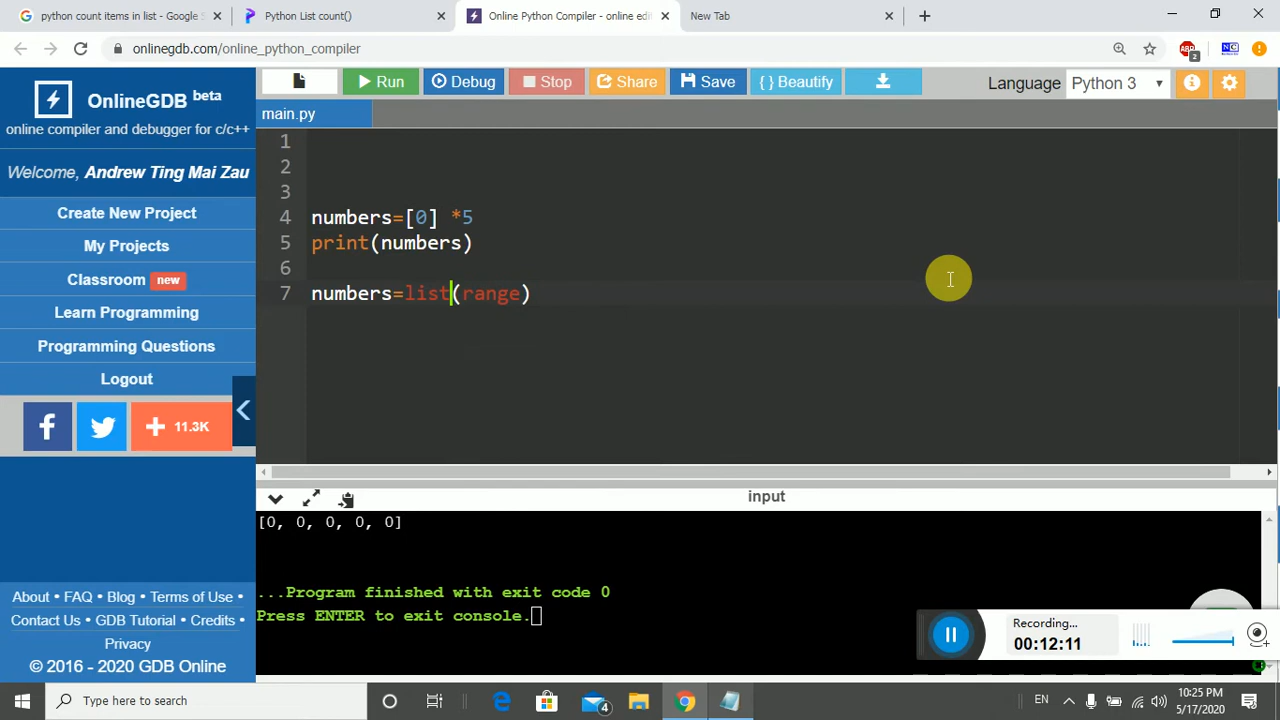 python count items in list - Google S
Python List count()
Online Python Compiler - online edi
New Tab
onlinegdb.com/online_python_compiler
ABP
2
NC
OnlineGDB beta
online compiler and debugger for c/c++
Welcome, Andrew Ting Mai Zau
Create New Project
My Projects
Classroom new
Learn Programming
Programming Questions
Logout
11.3K
About • FAQ • Blog • Terms of Use •
Contact Us • GDB Tutorial • Credits •
Privacy
© 2016 - 2020 GDB Online
Run
Debug
Stop
Share
Save
{ } Beautify
Language Python 3
main.py
1
2
3
4 numbers=[0] *5
5 print(numbers)
6
7 numbers=list(range)
input
[0, 0, 0, 0, 0]
...Program finished with exit code 0
Press ENTER to exit console.
Recording...
00:12:11
Type here to search
4
EN
10:25 PM
5/17/2020